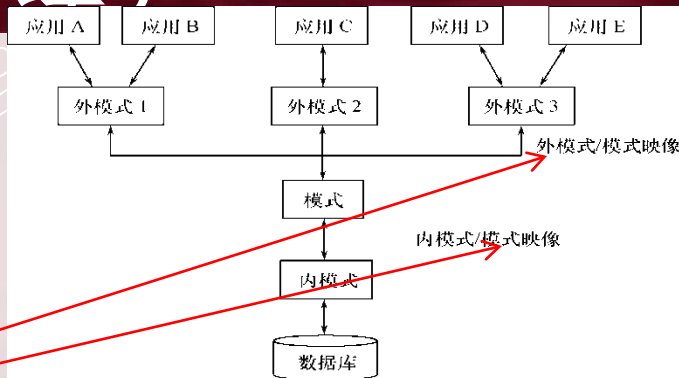 应用 A 应用 B 应用 C 应用 D 应用 E
外模式 1 外模式 2 外模式 3
外模式/模式映像
模式
内模式/模式映像
内模式
数据库